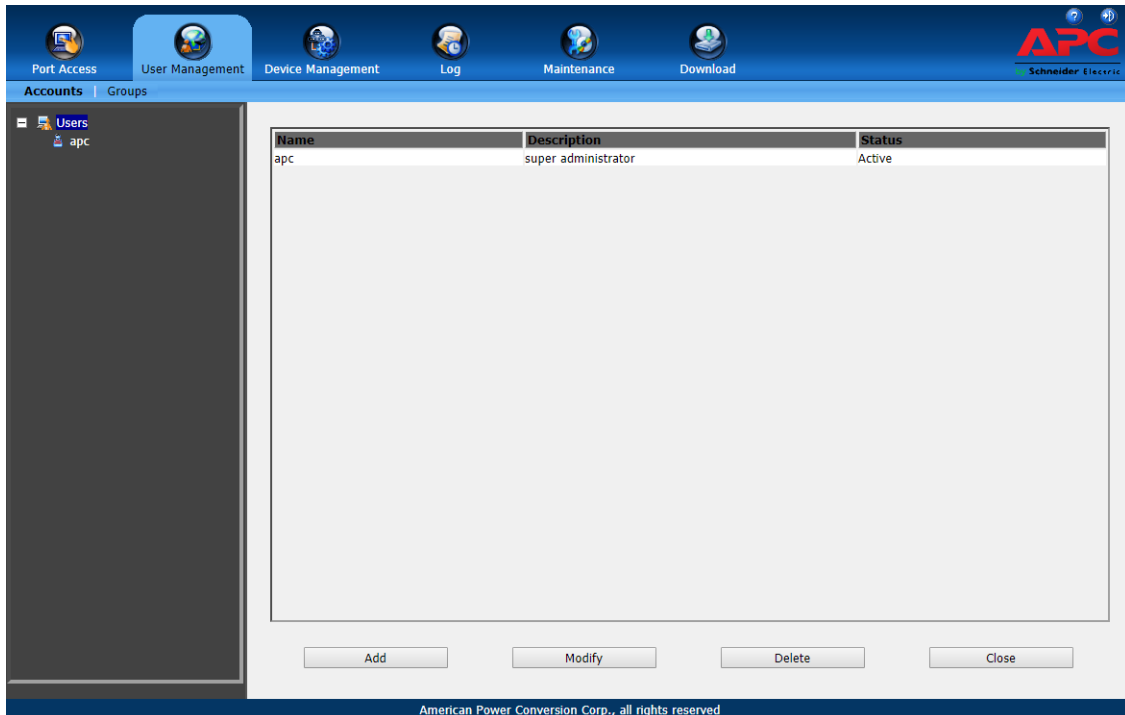 APC
by Schneider Electric
Port Access User Management Device Management Log Maintenance Download
Accounts | Groups
Users
apc
Name Description Status
apc super administrator Active
Add Modify Delete Close
American Power Conversion Corp., all rights reserved